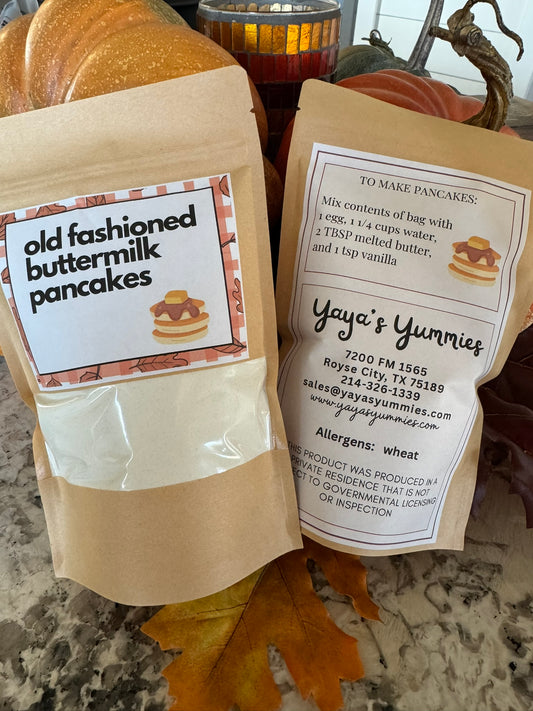 old fashioned
buttermilk
pancakes
TO MAKE PANCAKES:
Mix contents of bag with
1 egg, 1 1/4 cups water,
2 TBSP melted butter,
and 1 tsp vanilla
Yaya's Yummies
7200 FM 1565
Royse City, TX 75189
214-326-1339
sales@yayasyummies.com
www.yayasyummies.com
Allergens: wheat
THIS PRODUCT WAS PRODUCED IN A
PRIVATE RESIDENCE THAT IS NOT
ECT TO GOVERNMENTAL LICENSING
OR INSPECTION